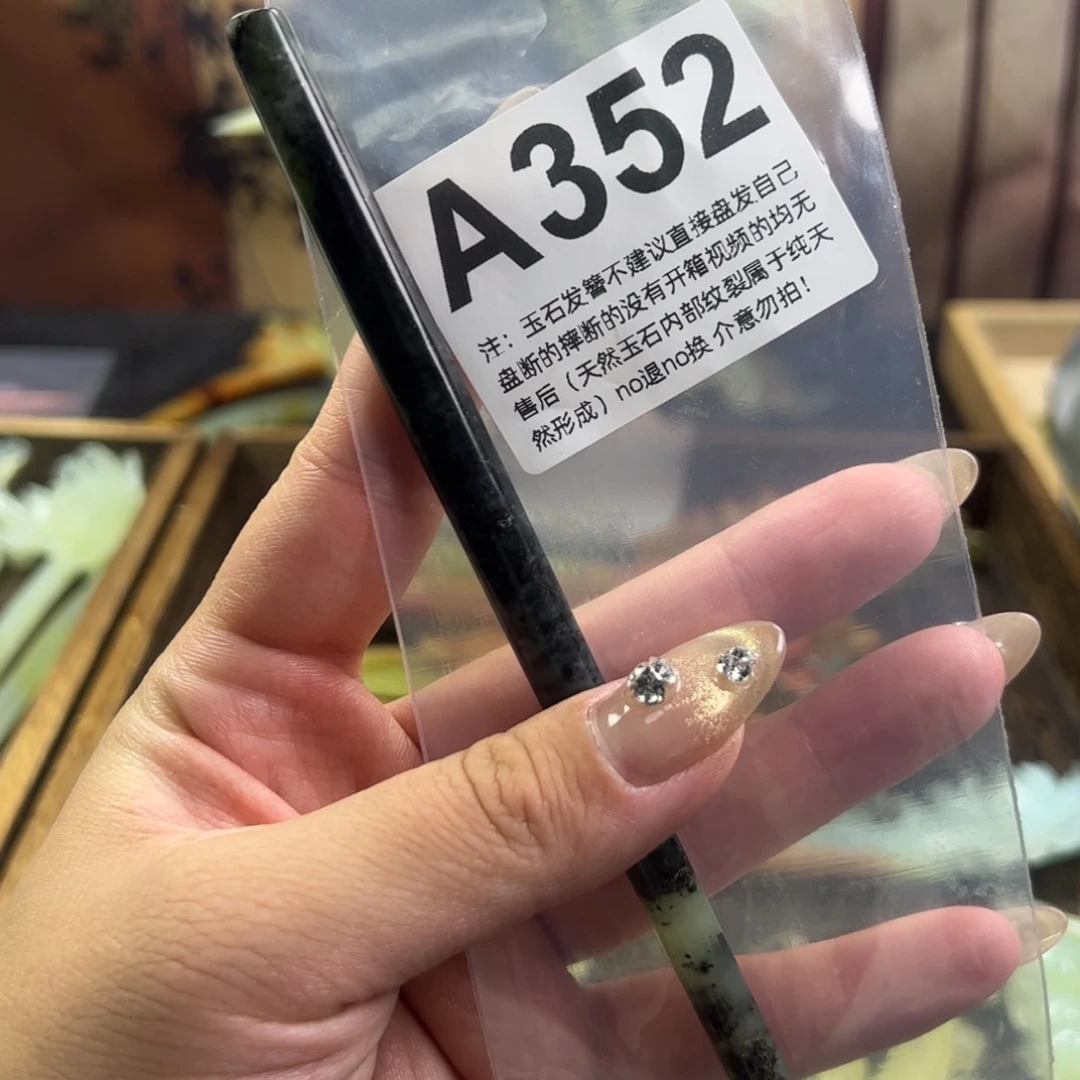 A352
注：玉石发簪不建议直接盘发自己
盘断的摔断的没有开箱视频的均无
售后（天然玉石内部纹裂属于纯天
然形成）no退no换 介意勿拍！